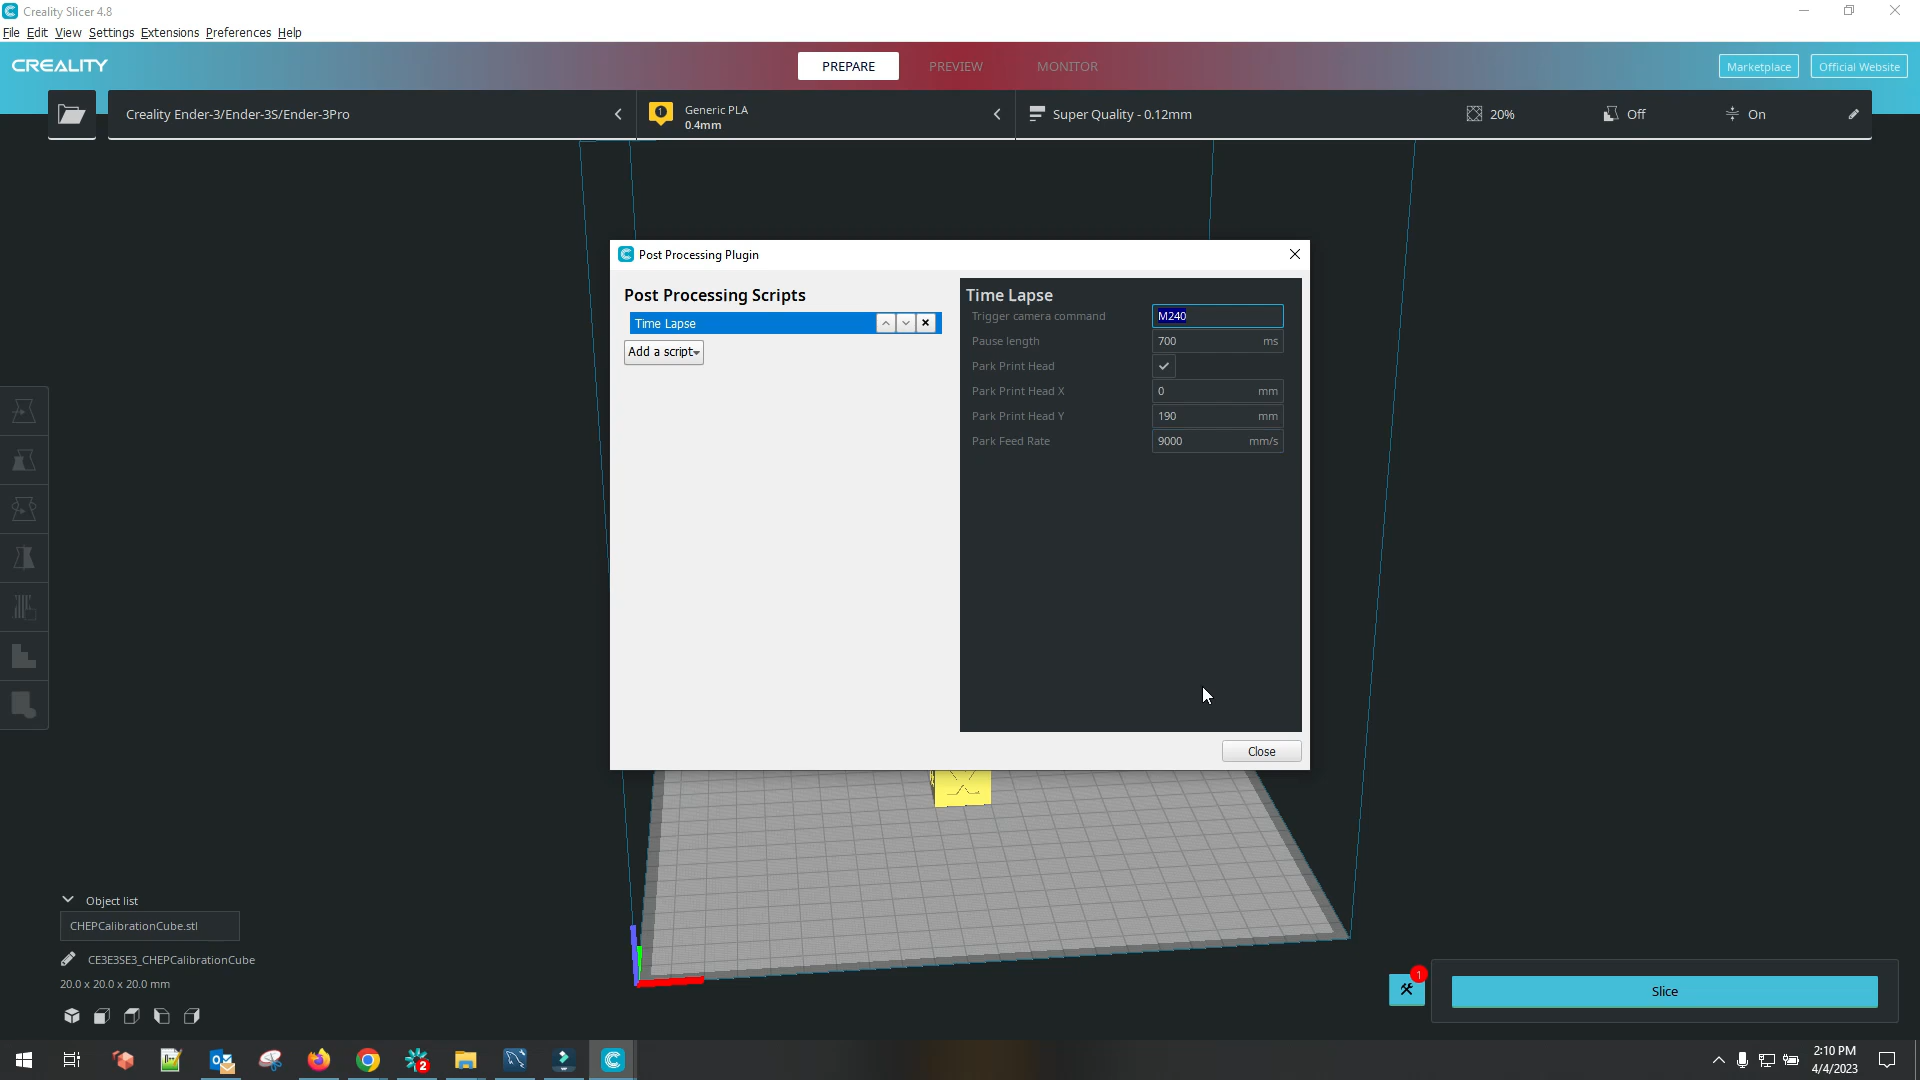 Creality Slicer 4.8
File Edit View Settings Extensions Preferences Help
CREALITY
PREPARE
PREVIEW
MONITOR
Marketplace
Official Website
Creality Ender-3/Ender-3S/Ender-3Pro
1
Generic PLA
0.4mm
Super Quality - 0.12mm
20%
Off
On
Post Processing Plugin
Post Processing Scripts
Time Lapse
Add a script
Time Lapse
Trigger camera command M240
Pause length 700 ms
Park Print Head
Park Print Head X 0 mm
Park Print Head Y 190 mm
Park Feed Rate 9000 mm/s
Close
X
Object list
CHEPCalibrationCube.stl
CE3E3SE3_CHEPCalibrationCube
20.0 x 20.0 x 20.0 mm
1
Slice
2
2:10 PM
4/4/2023